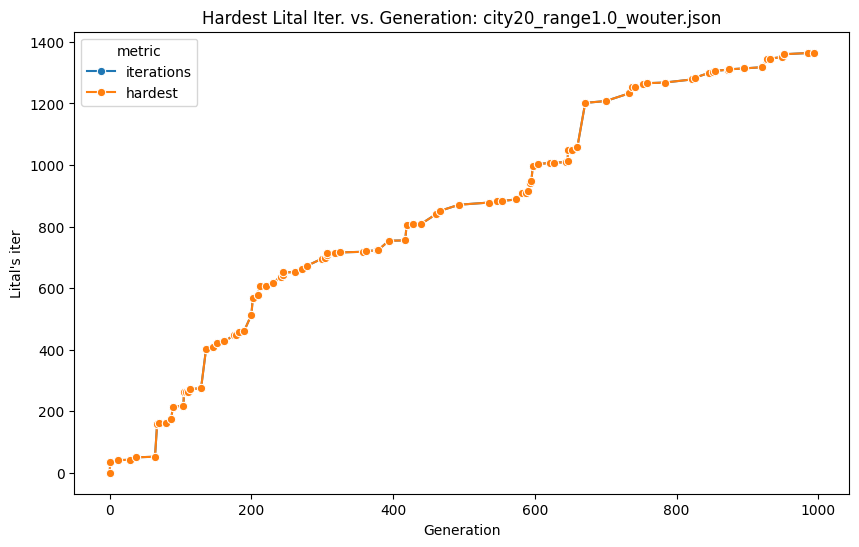 Hardest Lital Iter. vs. Generation: city20_range1.0_wouter.json
metric
iterations
hardest
1400
1200
1000
800
600
400
200
0
Lital's iter
0 200 400 600 800 1000
Generation